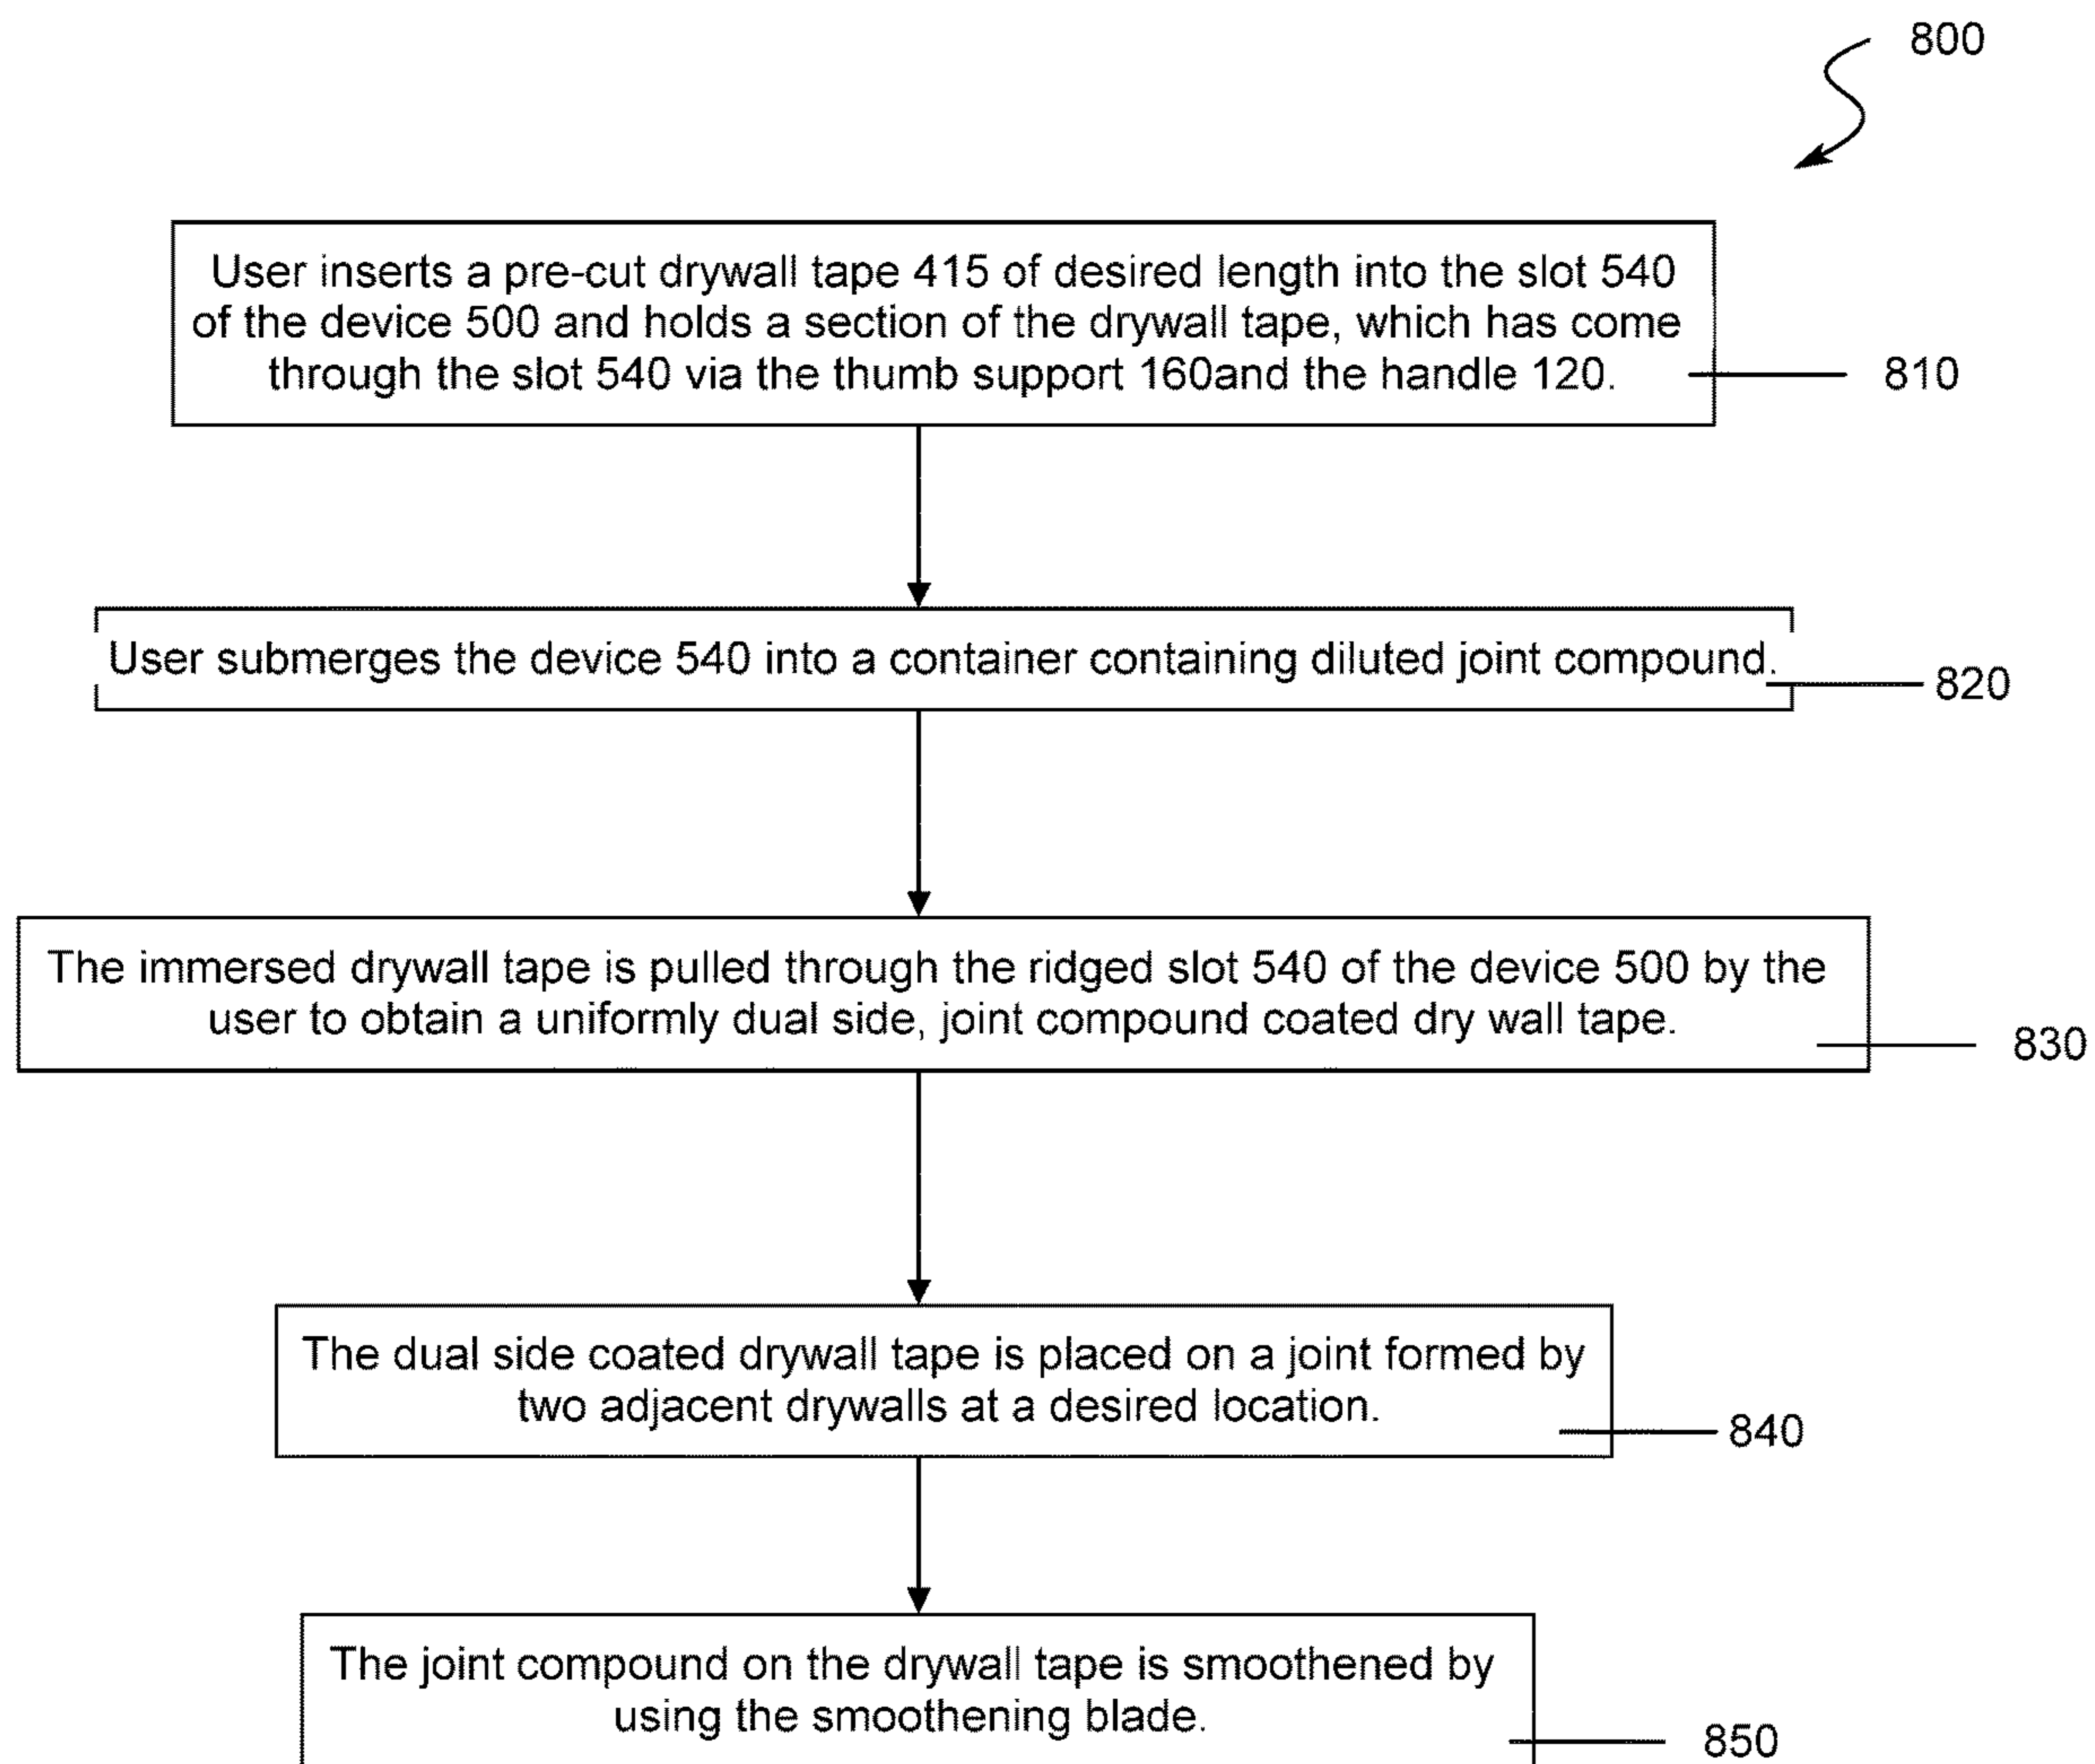 800
User inserts a pre-cut drywall tape 415 of desired length into the slot 540
of the device 500 and holds a section of the drywall tape, which has come
through the slot 540 via the thumb support 160and the handle 120.
810
User submerges the device 540 into a container containing diluted joint compound.
820
The immersed drywall tape is pulled through the ridged slot 540 of the device 500 by the
user to obtain a uniformly dual side, joint compound coated dry wall tape.
830
The dual side coated drywall tape is placed on a joint formed by
two adjacent drywalls at a desired location.
840
The joint compound on the drywall tape is smoothened by
using the smoothening blade.
850